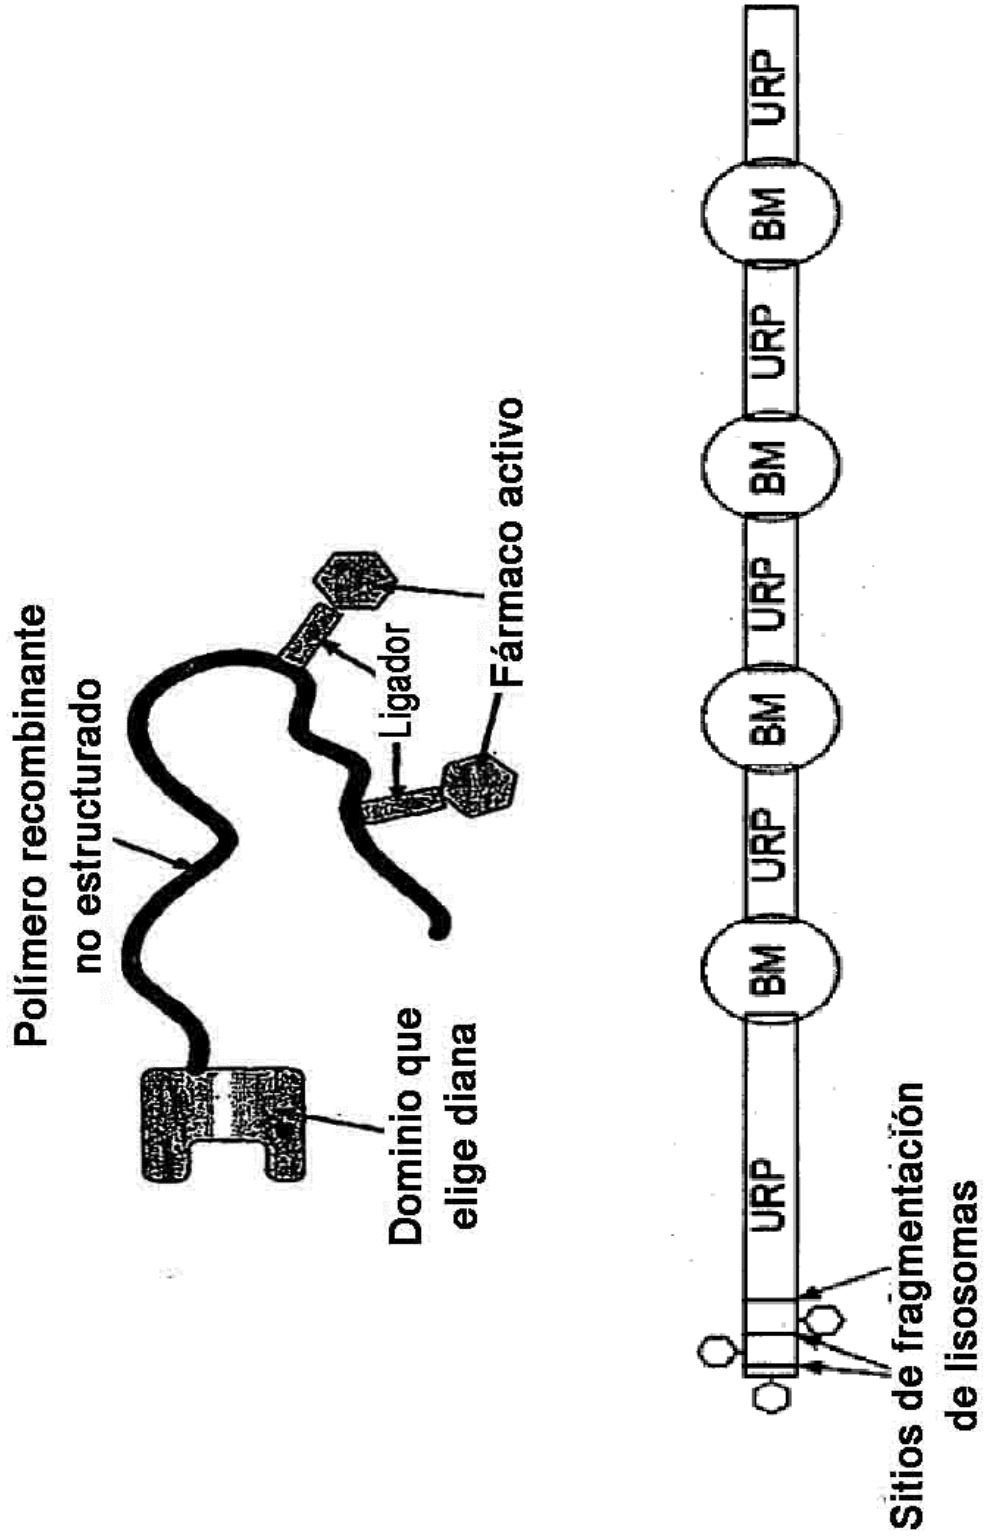 Polímero recombinante
no estructurado
Ligador
Fármaco activo
Dominio que
elige diana
URP
BM
URP
BM
URP
BM
URP
BM
URP
Sitios de fragmentación
de lisosomas